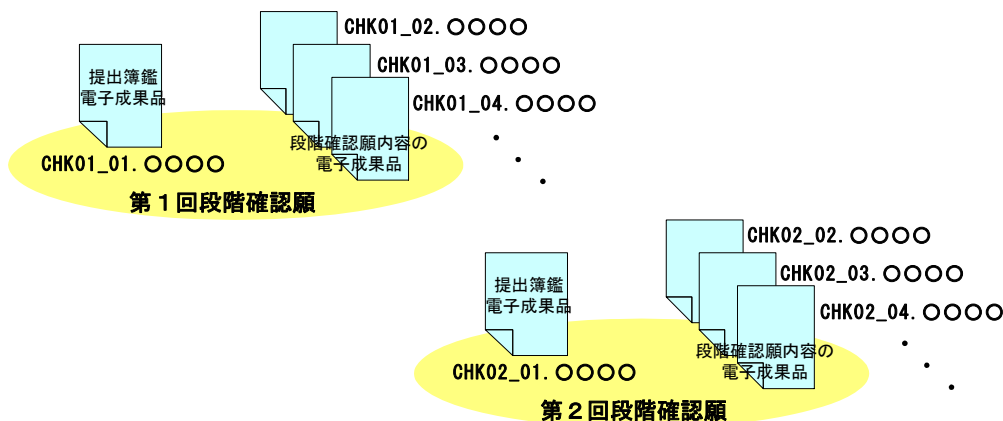 CHK01_02.○○○○
CHK01_03.○○○○
CHK01_04.○○○○
提出簿鑑
電子成果品
段階確認願内容の
電子成果品
CHK01_01.○○○○
第1回段階確認願
CHK02_02.○○○○
CHK02_03.○○○○
CHK02_04.○○○○
提出簿鑑
電子成果品
段階確認願内容の
電子成果品
CHK02_01.○○○○
第2回段階確認願